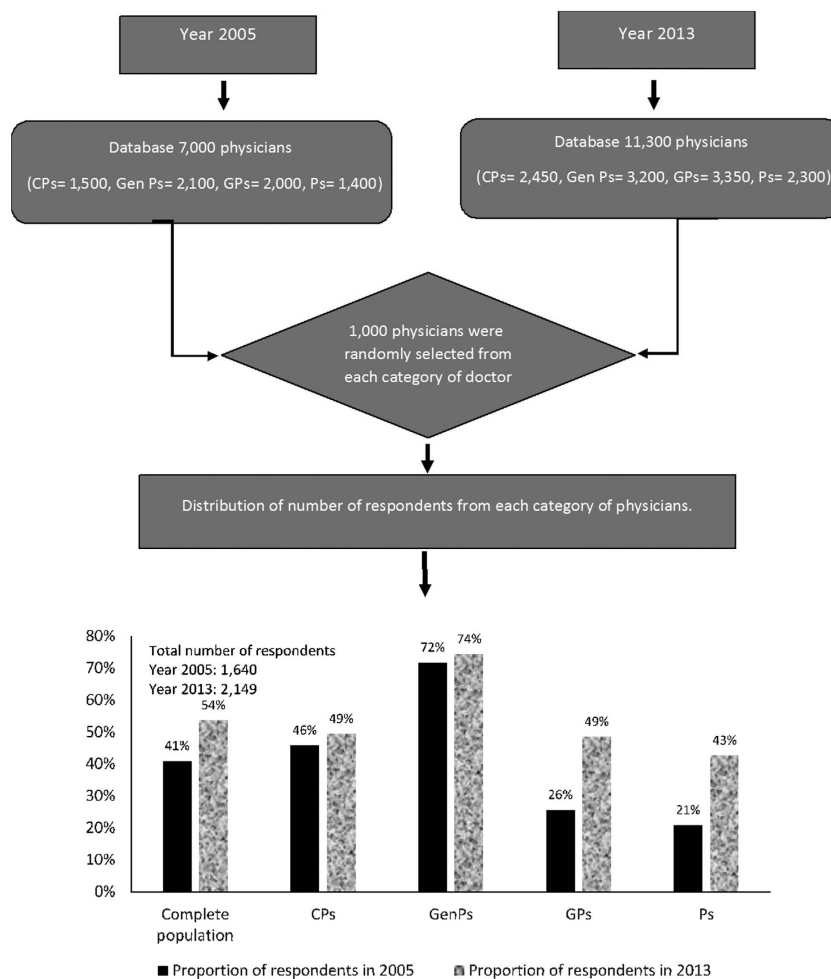 Year 2005
Year 2013
Database 7,000 physicians
(CPs= 1,500, Gen Ps= 2,100, GPs= 2,000, Ps= 1,400)
Database 11,300 physicians
(CPs= 2,450, Gen Ps= 3,200, GPs= 3,350, Ps= 2,300)
1,000 physicians were
randomly selected from
each category of doctor
Distribution of number of respondents from each category of physicians.
Total number of respondents
Year 2005: 1,640
Year 2013: 2,149
80%
70%
60%
50%
40%
30%
20%
10%
0%
41%
54%
46%
49%
72%
74%
26%
49%
21%
43%
Complete
population
CPs
GenPs
GPs
Ps
Proportion of respondents in 2005
Proportion of respondents in 2013